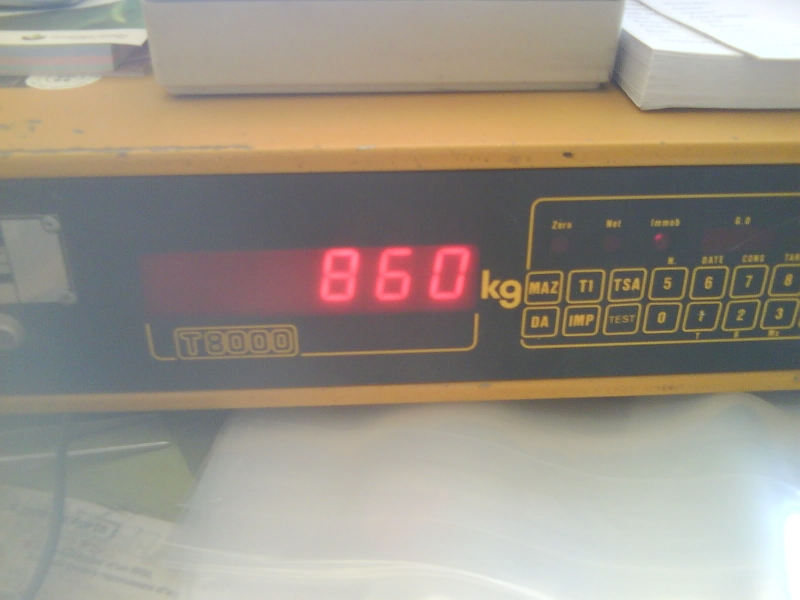 Zero Net Immob G.D
860 kg
N. DATE CONS
MAZ T1 TSA 5 6 7 8
DA IMP TEST 0 1 2 3
T8000